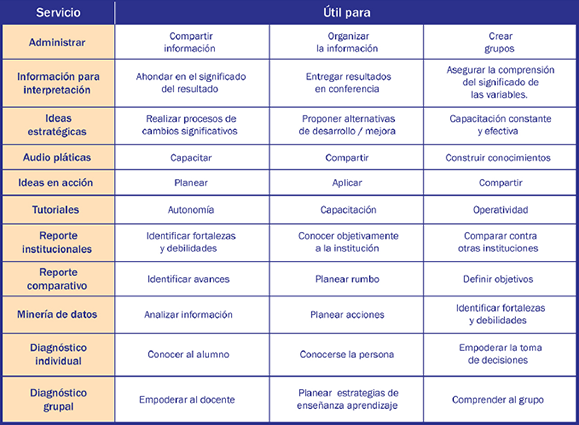 Servicio
Útil para
Administrar
Compartir
información
Organizar
la información
Crear
grupos
Información para
interpretación
Ahondar en el significado
del resultado
Entregar resultados
en conferencia
Asegurar la comprensión
del significado de
las variables.
Ideas
estratégicas
Realizar procesos de
cambios significativos
Proponer alternativas
de desarrollo / mejora
Capacitación constante
y efectiva
Audio pláticas
Capacitar
Compartir
Construir conocimientos
Ideas en acción
Planear
Aplicar
Compartir
Tutoriales
Autonomía
Capacitación
Operatividad
Reporte
institucionales
Identificar fortalezas
y debilidades
Conocer objetivamente
a la institución
Comparar contra
otras instituciones
Reporte
comparativo
Identificar avances
Planear rumbo
Definir objetivos
Minería de datos
Analizar información
Planear acciones
Identificar fortalezas
y debilidades
Diagnóstico
individual
Conocer al alumno
Conocerse la persona
Empoderar la toma
de decisiones
Diagnóstico
grupal
Empoderar al docente
Planear estrategias de
enseñanza aprendizaje
Comprender al grupo